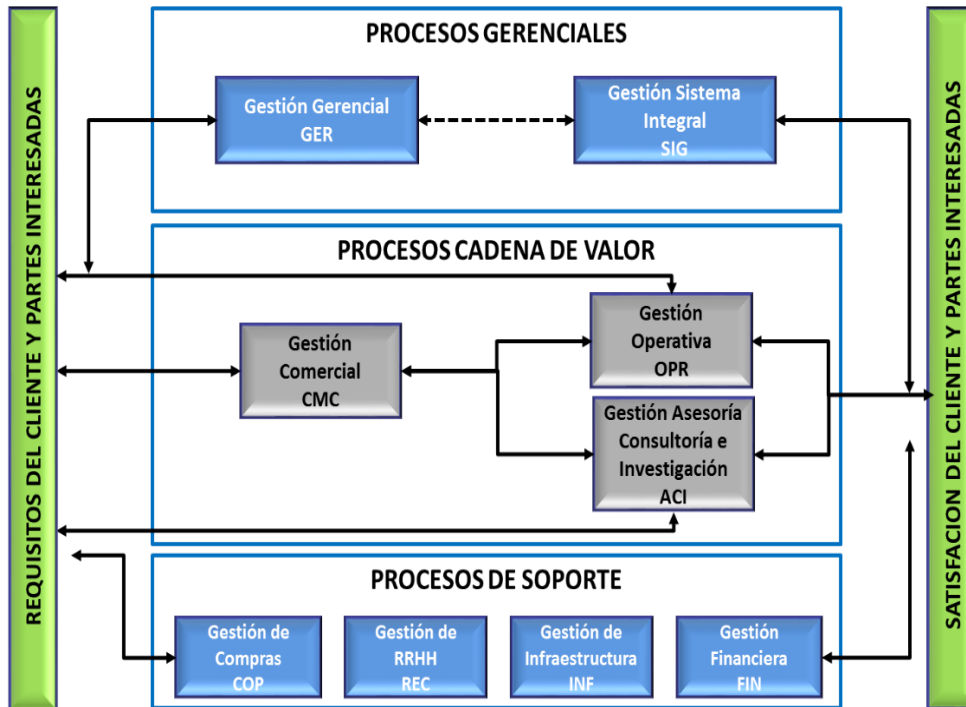 REQUISITOS DEL CLIENTE Y PARTES INTERESADAS
PROCESOS GERENCIALES
Gestión Gerencial
GER
Gestión Sistema
Integral
SIG
PROCESOS CADENA DE VALOR
Gestión
Comercial
CMC
Gestión
Operativa
OPR
Gestión Asesoría
Consultoría e
Investigación
ACI
PROCESOS DE SOPORTE
Gestión de
Compras
COP
Gestión de
RRHH
REC
Gestión de
Infraestructura
INF
Gestión
Financiera
FIN
SATISFACION DEL CLIENTE Y PARTES INTERESADAS